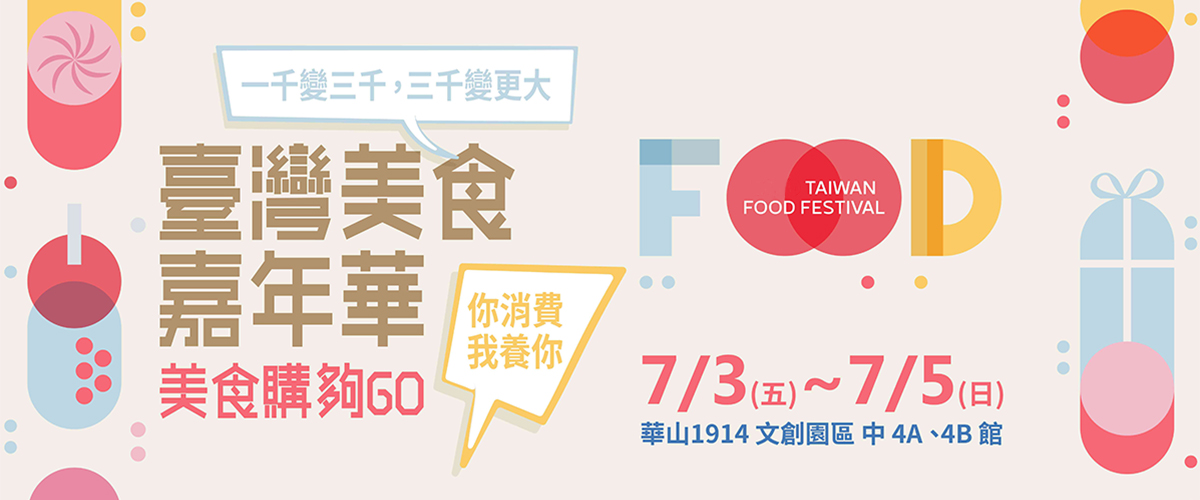 一千變三千，三千變更大
臺灣美食
嘉年華
美食購夠GO
你消費
我養你
FOOD
TAIWAN
FOOD FESTIVAL
7/3(五)~7/5(日)
華山1914 文創園區 中 4A、4B 館